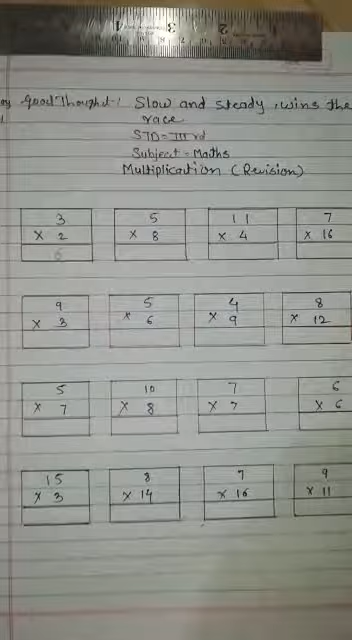 Good Thought: Slow and steady, wins the
race
STD = IIIrd
Subject - Maths
Multiplication (Revision)
3 5 11 7
x 2 x 8 x 4 x 16
6
9 5 4 8
x 3 x 6 x 9 x 12
5 10 7 6
x 7 x 8 x 7 x 6
15 8 7 9
x 3 x 14 x 16 x 11